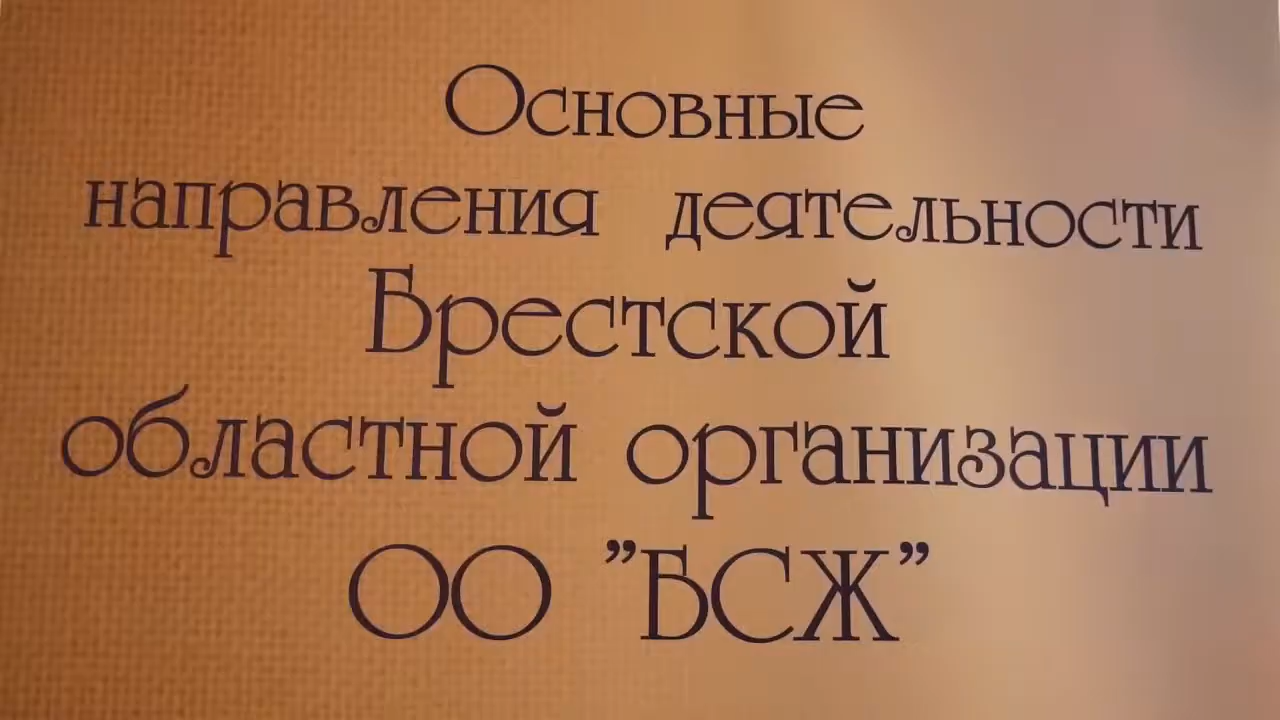 Основные
направления деятельности
Брестской
областной организации
ОО ”БСЖ”